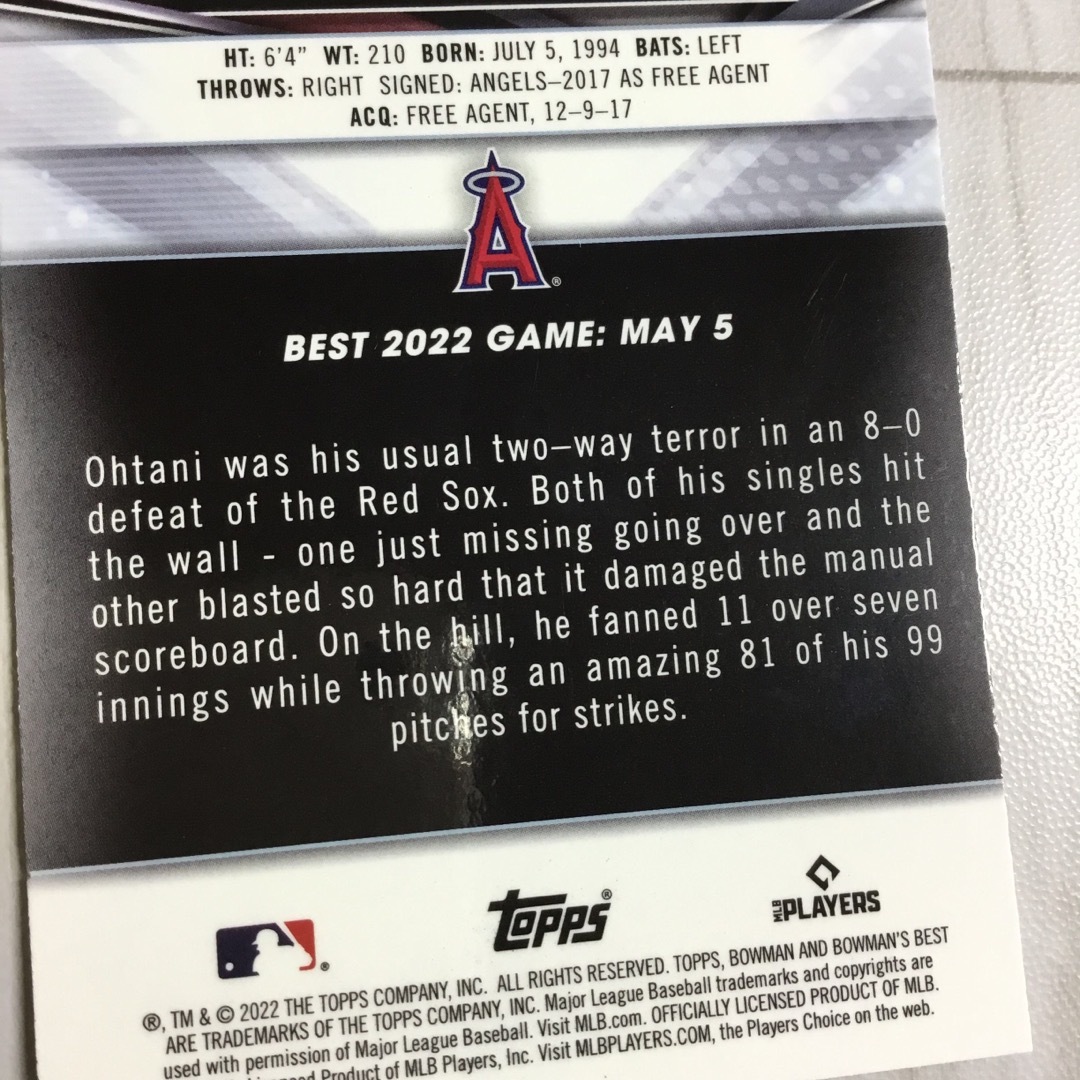 HT: 6'4" WT: 210 BORN: JULY 5, 1994 BATS: LEFT
THROWS: RIGHT SIGNED: ANGELS–2017 AS FREE AGENT
ACQ: FREE AGENT, 12–9–17
A®
BEST 2022 GAME: MAY 5
Ohtani was his usual two–way terror in an 8–0
defeat of the Red Sox. Both of his singles hit
the wall - one just missing going over and the
other blasted so hard that it damaged the manual
scoreboard. On the hill, he fanned 11 over seven
innings while throwing an amazing 81 of his 99
pitches for strikes.
®
topps®
MLB PLAYERS
®, TM & © 2022 THE TOPPS COMPANY, INC. ALL RIGHTS RESERVED. TOPPS, BOWMAN AND BOWMAN'S BEST
ARE TRADEMARKS OF THE TOPPS COMPANY, INC. Major League Baseball trademarks and copyrights are
used with permission of Major League Baseball. Visit MLB.com. OFFICIALLY LICENSED PRODUCT OF MLB
Product of MLB Players, Inc. Visit MLBPLAYERS.COM, the Players Choice on the web.